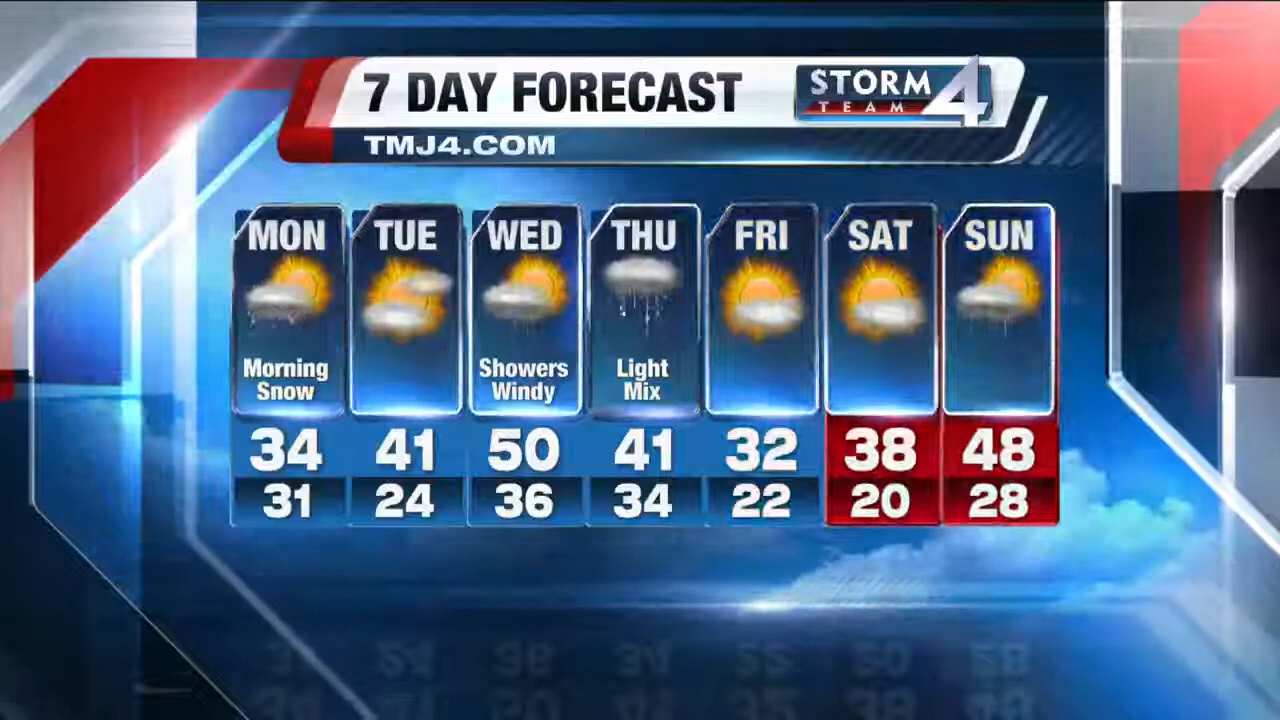 7 DAY FORECAST
STORM
TEAM 4
TMJ4.COM
MON TUE WED THU FRI SAT SUN
Morning Snow
Showers Windy
Light Mix
34 41 50 41 32 38 48
31 24 36 34 22 20 28